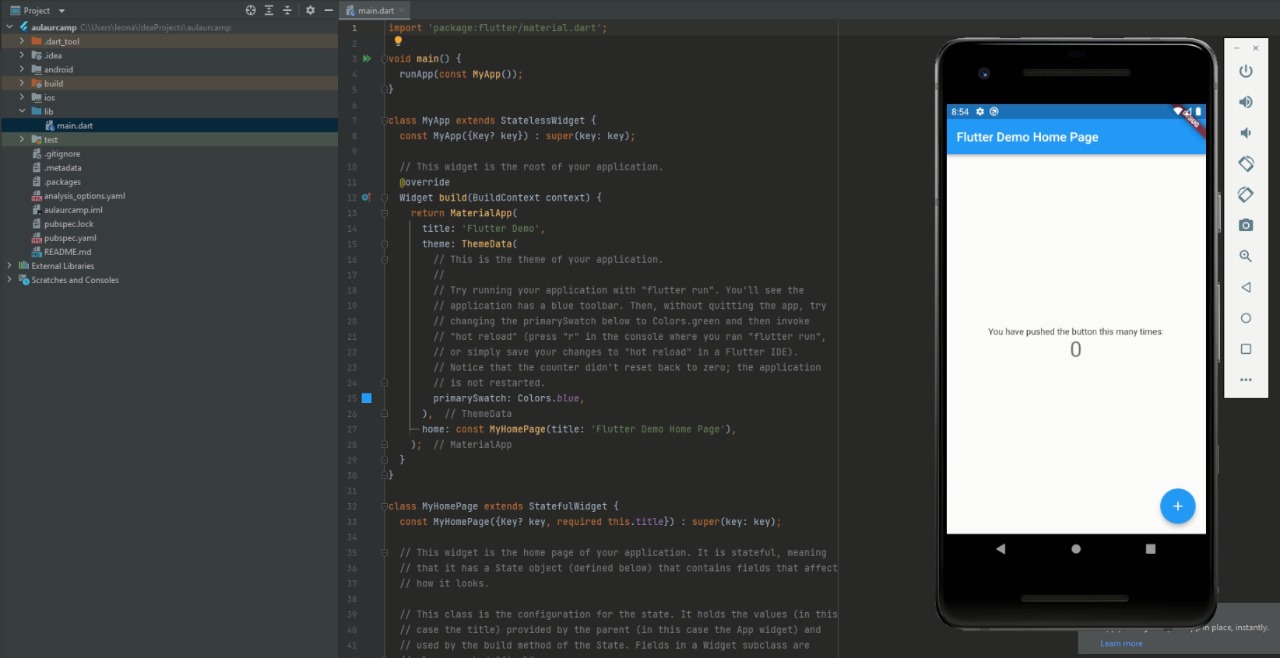 Project
aulaurcamp C:\Users\leona\IdeaProjects\aulaurcamp
.dart_tool
.idea
android
build
ios
lib
main.dart
test
.gitignore
.metadata
.packages
analysis_options.yaml
aulaurcamp.iml
pubspec.lock
pubspec.yaml
README.md
External Libraries
Scratches and Consoles
main.dart
1 import 'package:flutter/material.dart';
2
3 void main() {
4 runApp(const MyApp());
5 }
6
7 class MyApp extends StatelessWidget {
8 const MyApp({Key? key}) : super(key: key);
9
10 // This widget is the root of your application.
11 @override
12 Widget build(BuildContext context) {
13 return MaterialApp(
14 title: 'Flutter Demo',
15 theme: ThemeData(
16 // This is the theme of your application.
17 //
18 // Try running your application with "flutter run". You'll see the
19 // application has a blue toolbar. Then, without quitting the app, try
20 // changing the primarySwatch below to Colors.green and then invoke
21 // "hot reload" (press "r" in the console where you ran "flutter run",
22 // or simply save your changes to "hot reload" in a Flutter IDE).
23 // Notice that the counter didn't reset back to zero; the application
24 // is not restarted.
25 primarySwatch: Colors.blue,
26 ), // ThemeData
27 home: const MyHomePage(title: 'Flutter Demo Home Page'),
28 ); // MaterialApp
29 }
30 }
31
32 class MyHomePage extends StatefulWidget {
33 const MyHomePage({Key? key, required this.title}) : super(key: key);
34
35 // This widget is the home page of your application. It is stateful, meaning
36 // that it has a State object (defined below) that contains fields that affect
37 // how it looks.
38
39 // This class is the configuration for the state. It holds the values (in this
40 // case the title) provided by the parent (in this case the App widget) and
41 // used by the build method of the State. Fields in a Widget subclass are
8:54
Flutter Demo Home Page
You have pushed the button this many times:
0
in place, instantly.
Learn more